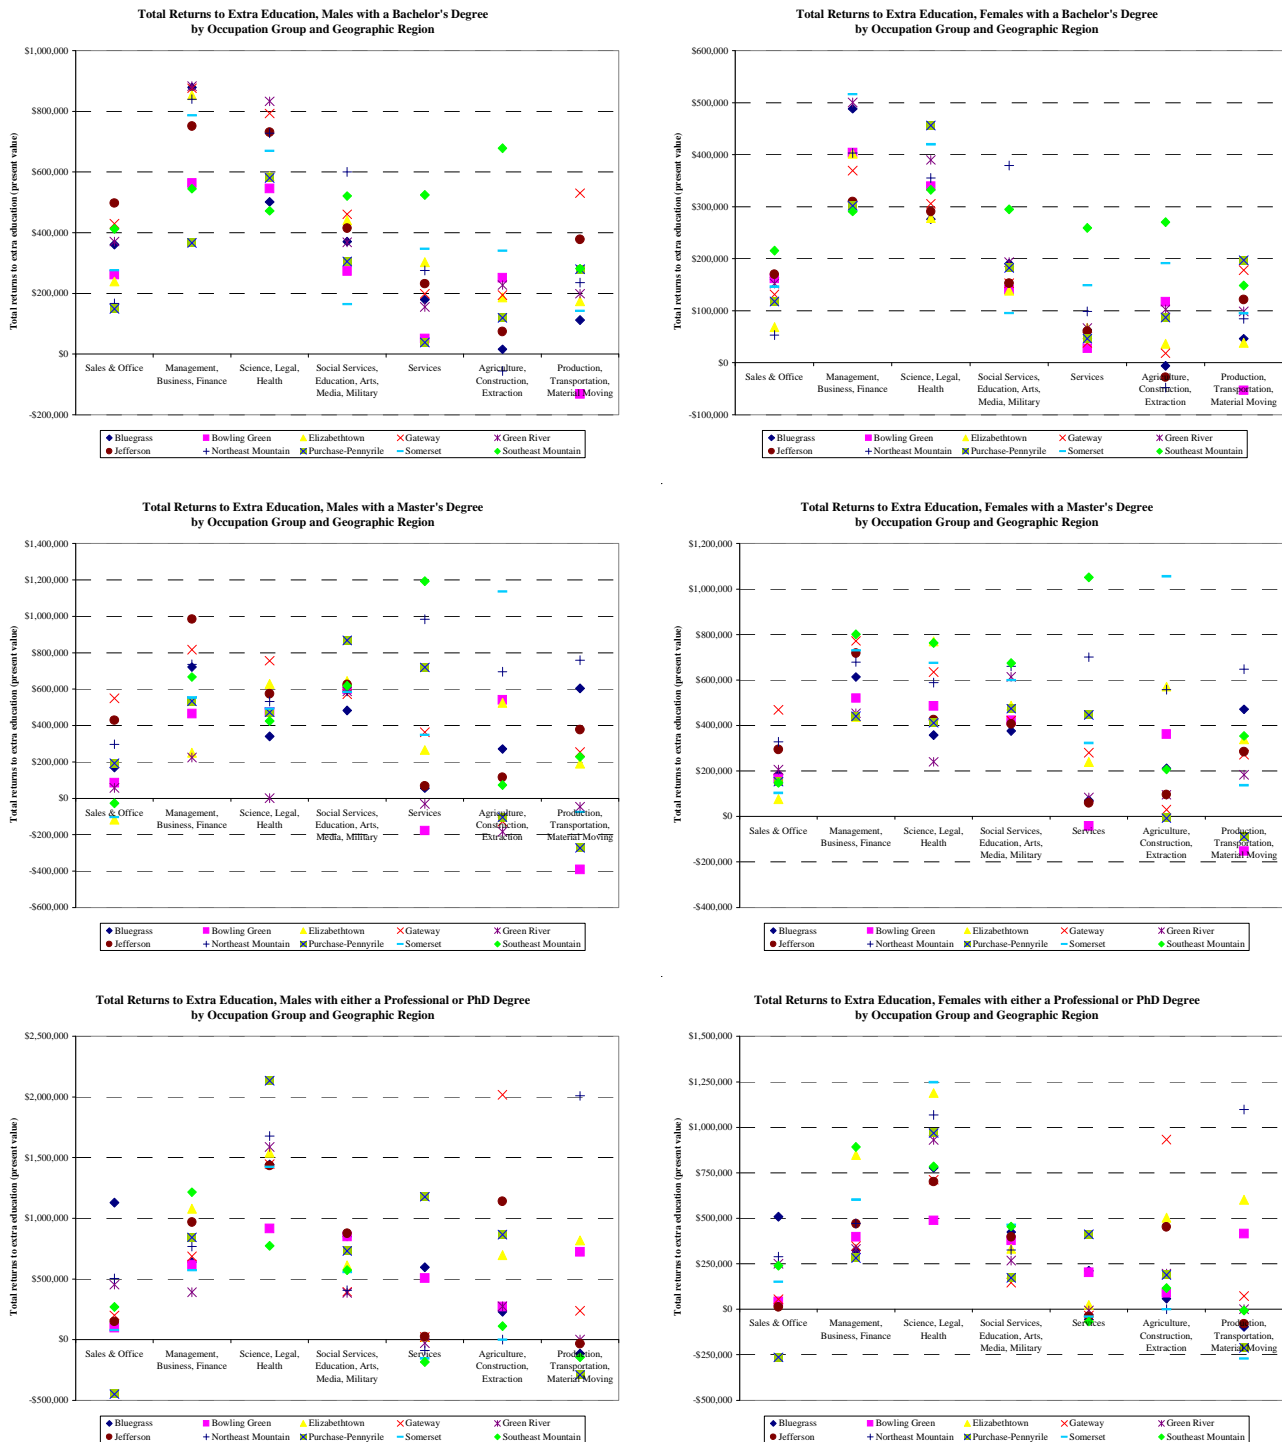 Total Returns to Extra Education, Males with a Bachelor's Degree
by Occupation Group and Geographic Region
Total returns to extra education (present value)
$1,000,000
$800,000
$600,000
$400,000
$200,000
$0
-$200,000
Sales & Office
Management,
Business, Finance
Science, Legal,
Health
Social Services,
Education, Arts,
Media, Military
Services
Agriculture,
Construction,
Extraction
Production,
Transportation,
Material Moving
Bluegrass
Bowling Green
Elizabethtown
Gateway
Green River
Jefferson
Northeast Mountain
Purchase-Pennyrile
Somerset
Southeast Mountain
Total Returns to Extra Education, Females with a Bachelor's Degree
by Occupation Group and Geographic Region
Total returns to extra education (present value)
$600,000
$500,000
$400,000
$300,000
$200,000
$100,000
$0
-$100,000
Sales & Office
Management,
Business, Finance
Science, Legal,
Health
Social Services,
Education, Arts,
Media, Military
Services
Agriculture,
Construction,
Extraction
Production,
Transportation,
Material Moving
Bluegrass
Bowling Green
Elizabethtown
Gateway
Green River
Jefferson
Northeast Mountain
Purchase-Pennyrile
Somerset
Southeast Mountain
Total Returns to Extra Education, Males with a Master's Degree
by Occupation Group and Geographic Region
Total returns to extra education (present value)
$1,400,000
$1,200,000
$1,000,000
$800,000
$600,000
$400,000
$200,000
$0
-$200,000
-$400,000
-$600,000
Sales & Office
Management,
Business, Finance
Science, Legal,
Health
Social Services,
Education, Arts,
Media, Military
Services
Agriculture,
Construction,
Extraction
Production,
Transportation,
Material Moving
Bluegrass
Bowling Green
Elizabethtown
Gateway
Green River
Jefferson
Northeast Mountain
Purchase-Pennyrile
Somerset
Southeast Mountain
Total Returns to Extra Education, Females with a Master's Degree
by Occupation Group and Geographic Region
Total returns to extra education (present value)
$1,200,000
$1,000,000
$800,000
$600,000
$400,000
$200,000
$0
-$200,000
-$400,000
Sales & Office
Management,
Business, Finance
Science, Legal,
Health
Social Services,
Education, Arts,
Media, Military
Services
Agriculture,
Construction,
Extraction
Production,
Transportation,
Material Moving
Bluegrass
Bowling Green
Elizabethtown
Gateway
Green River
Jefferson
Northeast Mountain
Purchase-Pennyrile
Somerset
Southeast Mountain
Total Returns to Extra Education, Males with either a Professional or PhD Degree
by Occupation Group and Geographic Region
Total returns to extra education (present value)
$2,500,000
$2,000,000
$1,500,000
$1,000,000
$500,000
$0
-$500,000
Sales & Office
Management,
Business, Finance
Science, Legal,
Health
Social Services,
Education, Arts,
Media, Military
Services
Agriculture,
Construction,
Extraction
Production,
Transportation,
Material Moving
Bluegrass
Bowling Green
Elizabethtown
Gateway
Green River
Jefferson
Northeast Mountain
Purchase-Pennyrile
Somerset
Southeast Mountain
Total Returns to Extra Education, Females with either a Professional or PhD Degree
by Occupation Group and Geographic Region
Total returns to extra education (present value)
$1,500,000
$1,250,000
$1,000,000
$750,000
$500,000
$250,000
$0
-$250,000
-$500,000
Sales & Office
Management,
Business, Finance
Science, Legal,
Health
Social Services,
Education, Arts,
Media, Military
Services
Agriculture,
Construction,
Extraction
Production,
Transportation,
Material Moving
Bluegrass
Bowling Green
Elizabethtown
Gateway
Green River
Jefferson
Northeast Mountain
Purchase-Pennyrile
Somerset
Southeast Mountain